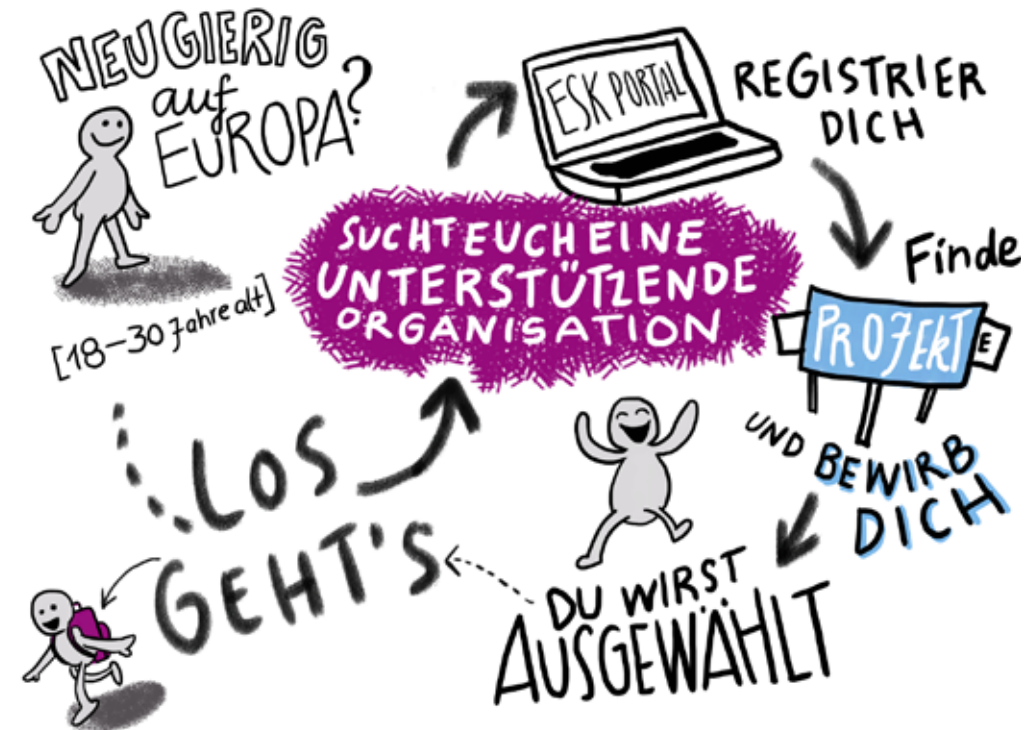 NEUGIERIG
auf
EUROPA?
[18–30 Jahre alt]
LOS
GEHT'S
SUCHT EUCH EINE
UNTERSTÜTZENDE
ORGANISATION
ESK PORTAL
REGISTRIER
DICH
Finde
PROJEKT E
UND BEWIRB
DICH
DU WIRST
AUSGEWÄHLT